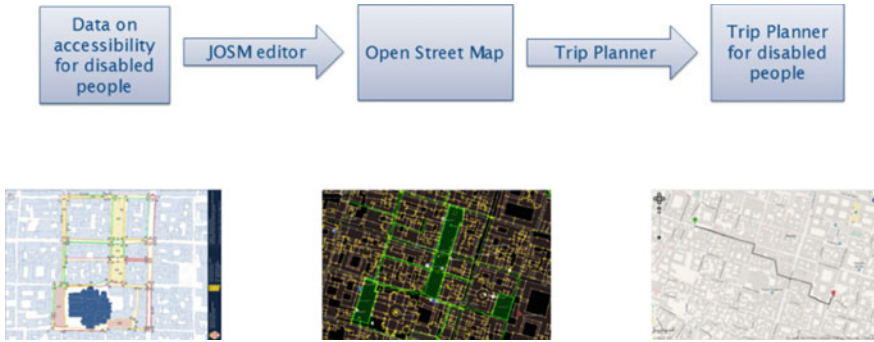 Data on
accessibility
for disabled
people
JOSM editor
Open Street Map
Trip Planner
Trip Planner
for disabled
people